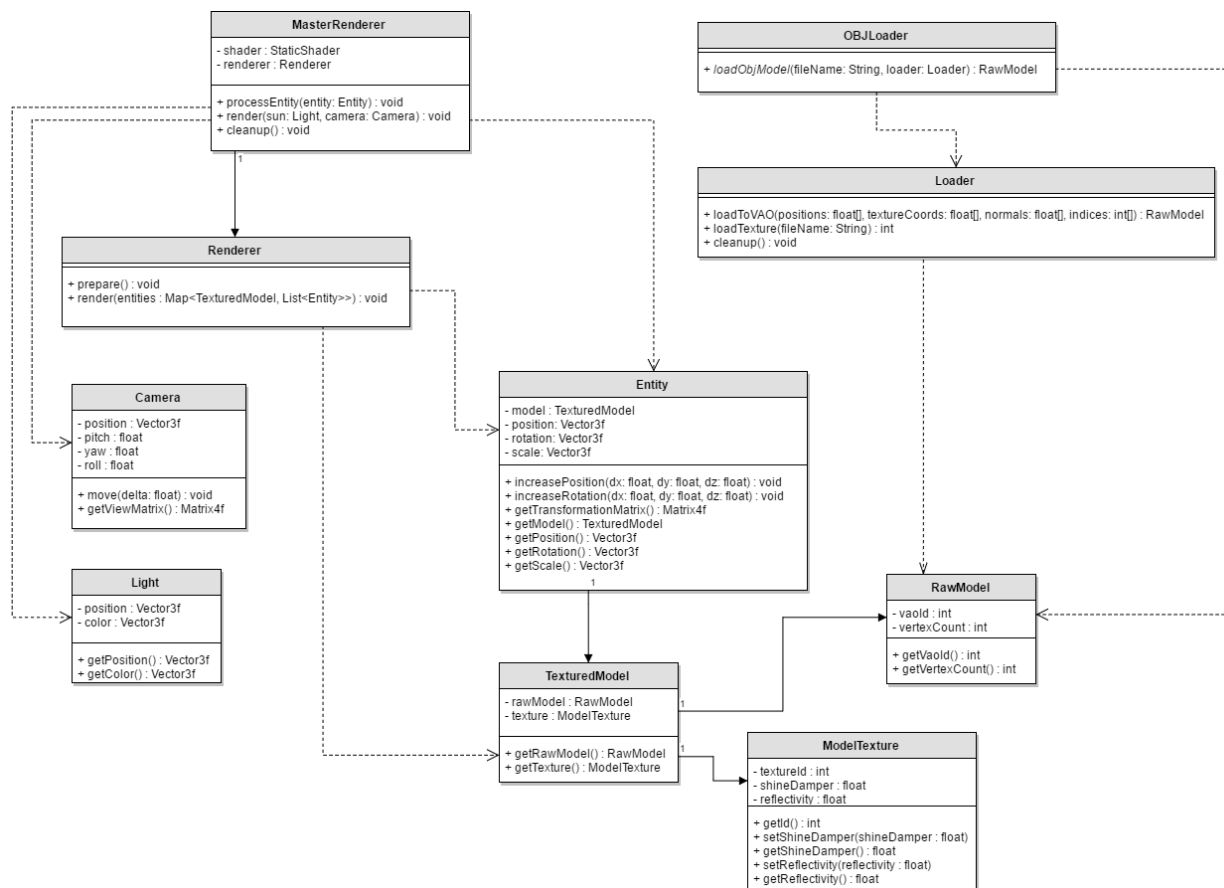 MasterRenderer
- shader : StaticShader
- renderer : Renderer
+ processEntity(entity: Entity) : void
+ render(sun: Light, camera: Camera) : void
+ cleanup() : void
1
OBJLoader
+ loadObjModel(fileName: String, loader: Loader) : RawModel
Loader
+ loadToVAO(positions: float[], textureCoords: float[], normals: float[], indices: int[]) : RawModel
+ loadTexture(fileName: String) : int
+ cleanup() : void
Renderer
+ prepare() : void
+ render(entities : Map<TexturedModel, List<Entity>>) : void
Camera
- position : Vector3f
- pitch : float
- yaw : float
- roll : float
+ move(delta: float) : void
+ getViewMatrix() : Matrix4f
Entity
- model : TexturedModel
- position: Vector3f
- rotation: Vector3f
- scale: Vector3f
+ increasePosition(dx: float, dy: float, dz: float) : void
+ increaseRotation(dx: float, dy: float, dz: float) : void
+ getTransformationMatrix() : Matrix4f
+ getModel() : TexturedModel
+ getPosition() : Vector3f
+ getRotation() : Vector3f
+ getScale() : Vector3f
1
Light
- position : Vector3f
- color : Vector3f
+ getPosition() : Vector3f
+ getColor() : Vector3f
RawModel
- vaoId : int
- vertexCount : int
+ getVaoId() : int
+ getVertexCount() : int
TexturedModel
- rawModel : RawModel
- texture : ModelTexture
+ getRawModel() : RawModel
+ getTexture() : ModelTexture
1
1
ModelTexture
- textureId : int
- shineDamper : float
- reflectivity : float
+ getId() : int
+ setShineDamper(shineDamper : float)
+ getShineDamper() : float
+ setReflectivity(reflectivity : float)
+ getReflectivity() : float